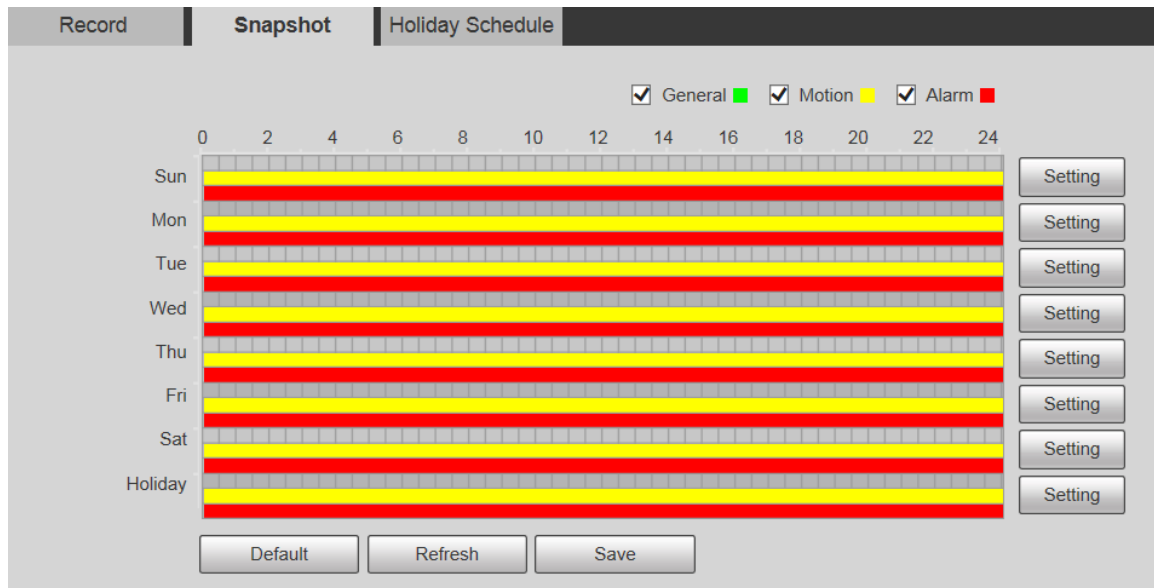 Record Snapshot Holiday Schedule
General Motion Alarm
0 2 4 6 8 10 12 14 16 18 20 22 24
Sun Setting
Mon Setting
Tue Setting
Wed Setting
Thu Setting
Fri Setting
Sat Setting
Holiday Setting
Default Refresh Save